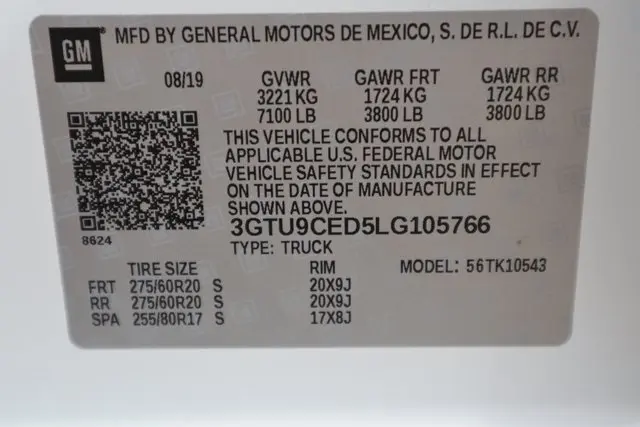 GM MFD BY GENERAL MOTORS DE MEXICO, S. DE R.L. DE C.V.
08/19 GVWR GAWR FRT GAWR RR
3221 KG 1724 KG 1724 KG
7100 LB 3800 LB 3800 LB
THIS VEHICLE CONFORMS TO ALL
APPLICABLE U.S. FEDERAL MOTOR
VEHICLE SAFETY STANDARDS IN EFFECT
ON THE DATE OF MANUFACTURE
SHOWN ABOVE.
8624
3GTU9CED5LG105766
TYPE: TRUCK
TIRE SIZE RIM MODEL: 56TK10543
FRT 275/60R20 S 20X9J
RR 275/60R20 S 20X9J
SPA 255/80R17 S 17X8J